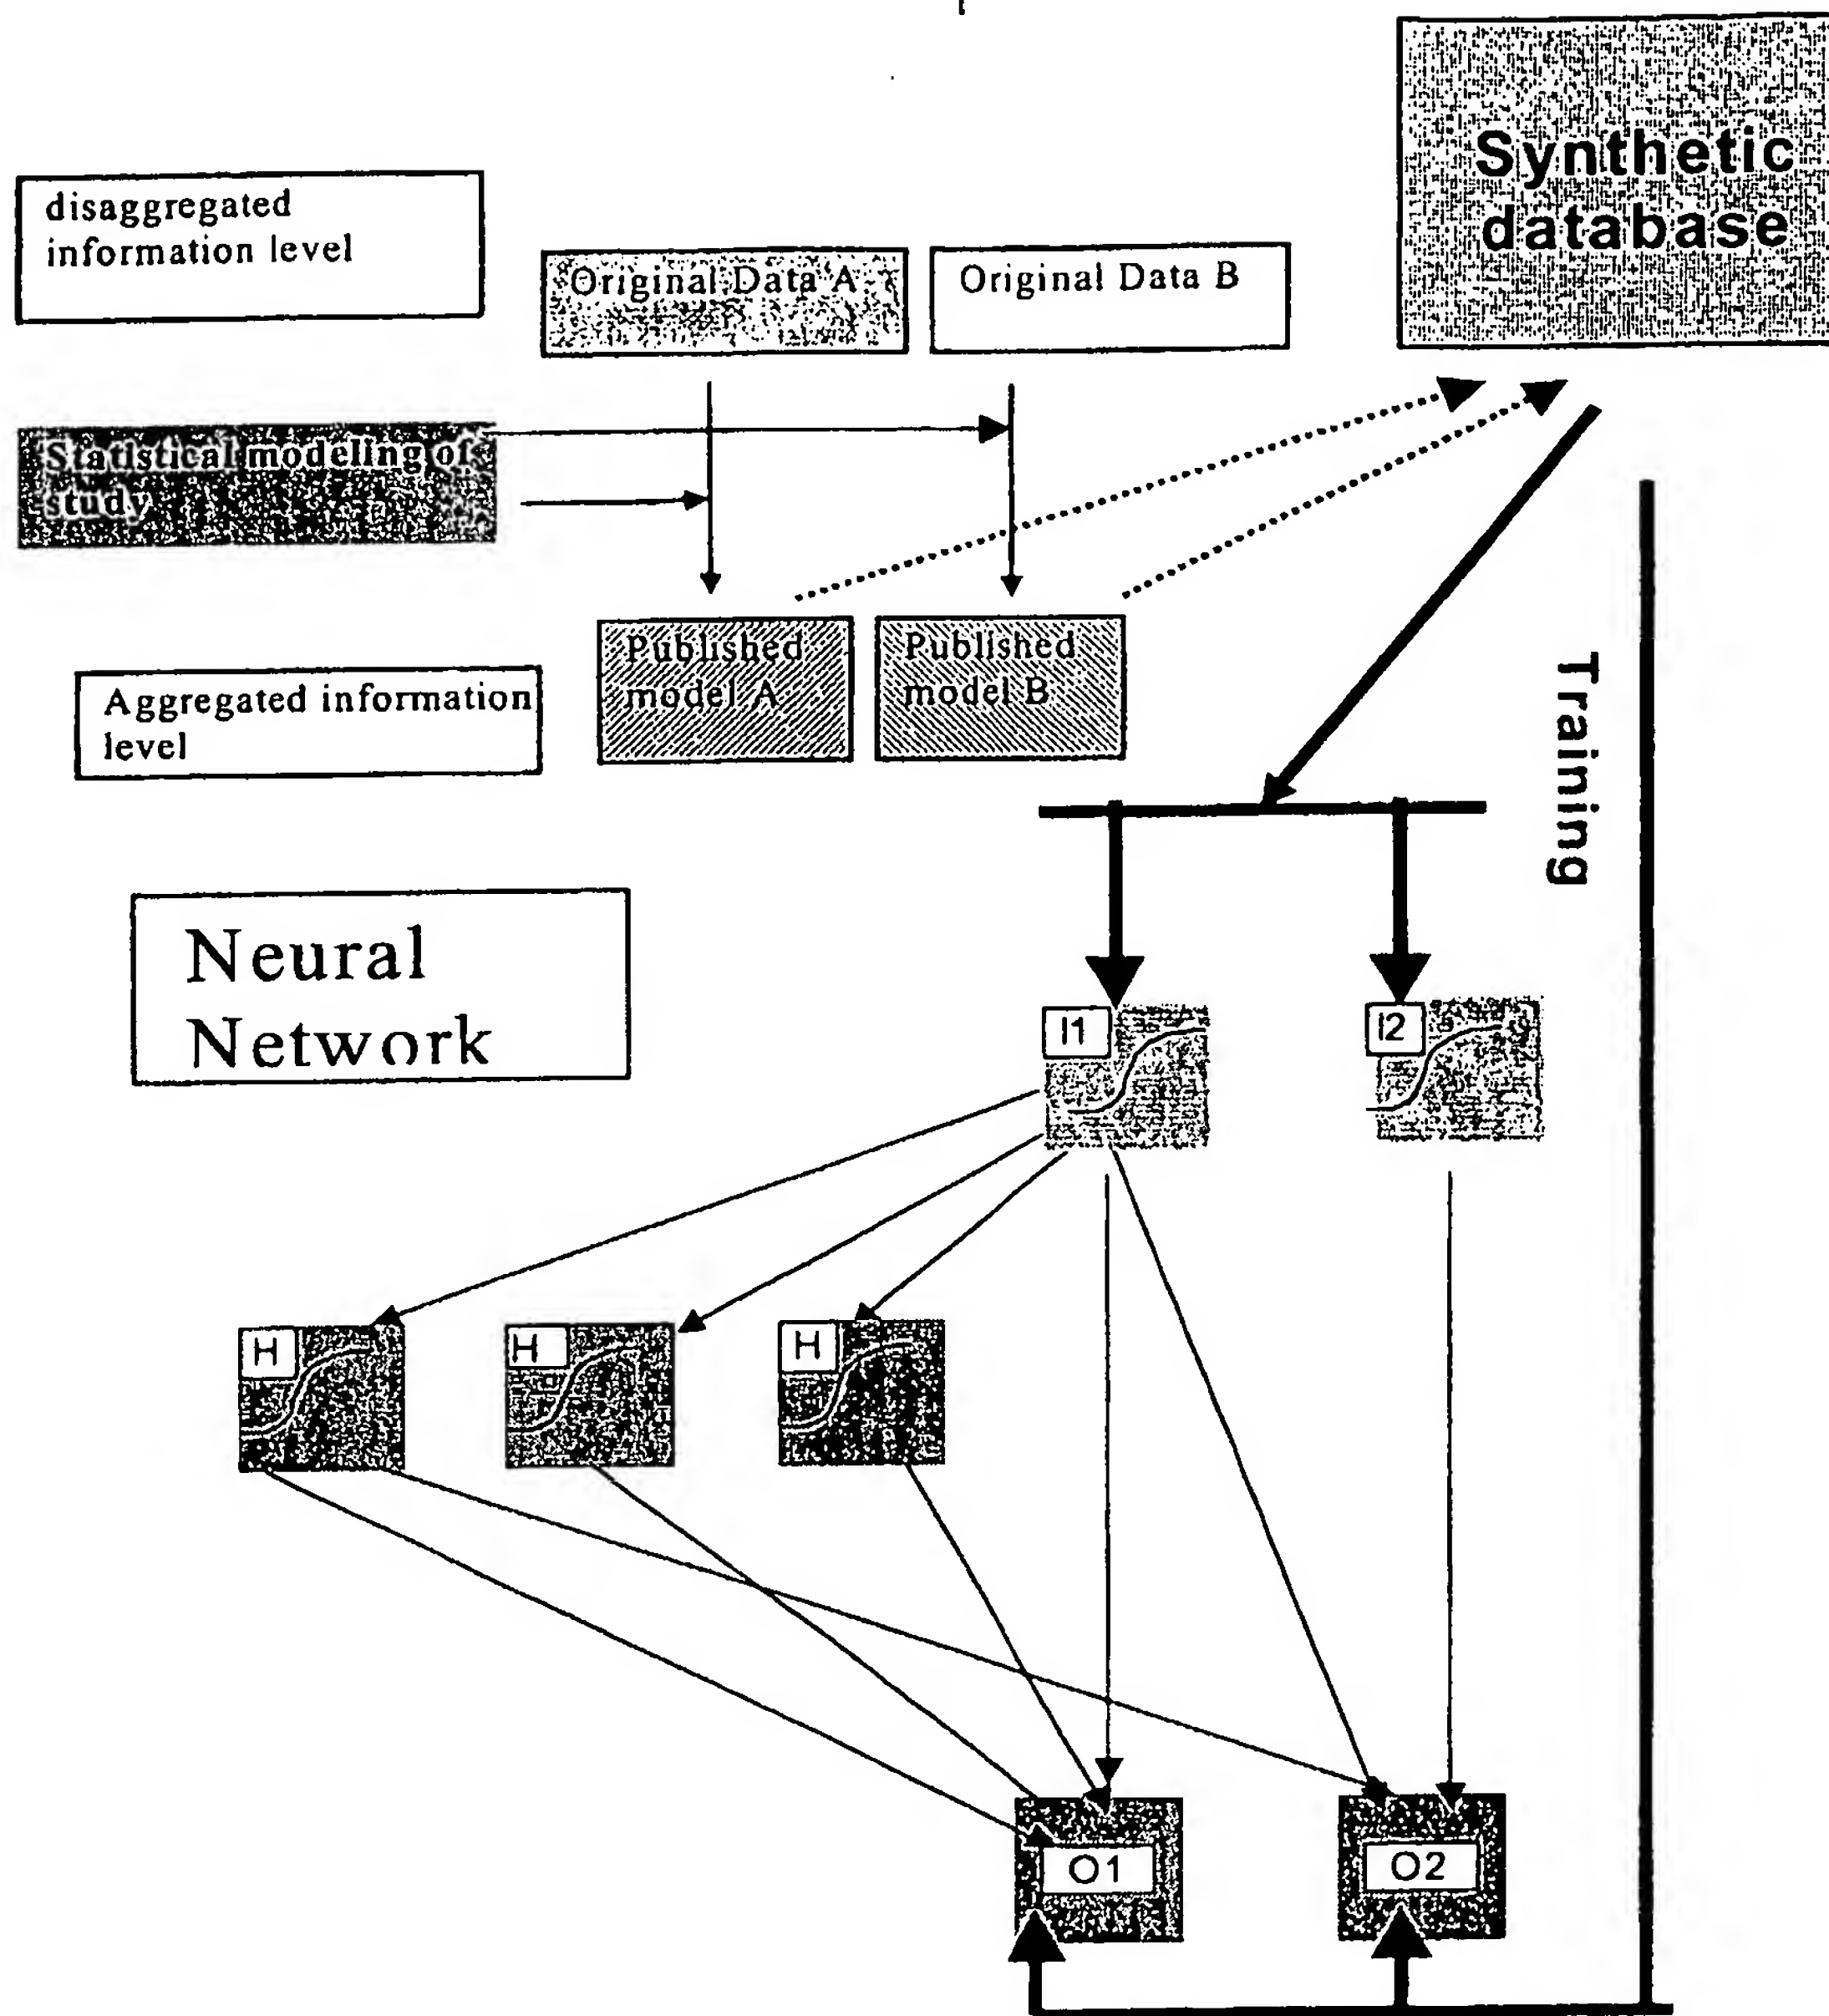 Synthetic
database
disaggregated
information level
Original Data A
Original Data B
Statistical modeling of
study
Published
model A
Published
model B
Aggregated information
level
Training
Neural
Network
I1
I2
H
H
H
O1
O2